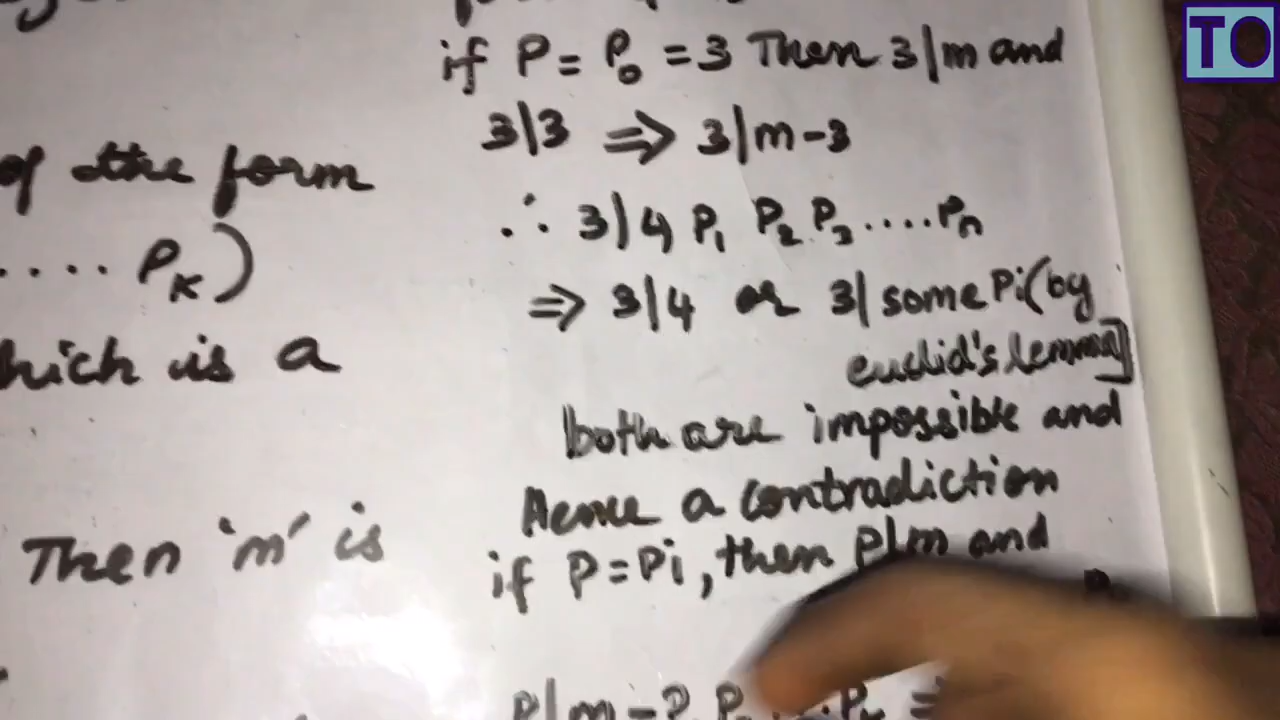 TO
of the form
.... Pk)
which is a
Then 'm' is
if P = P₀ = 3 Then 3|m and
3|3 ⇒ 3|m-3
∴ 3|4 P₁ P₂ P₃ .....Pn
⇒ 3|4 or 3| some Pi (by
euclid's lemma]
both are impossible and
Hence a contradiction
if P = Pi, then P|m and
P|m - P